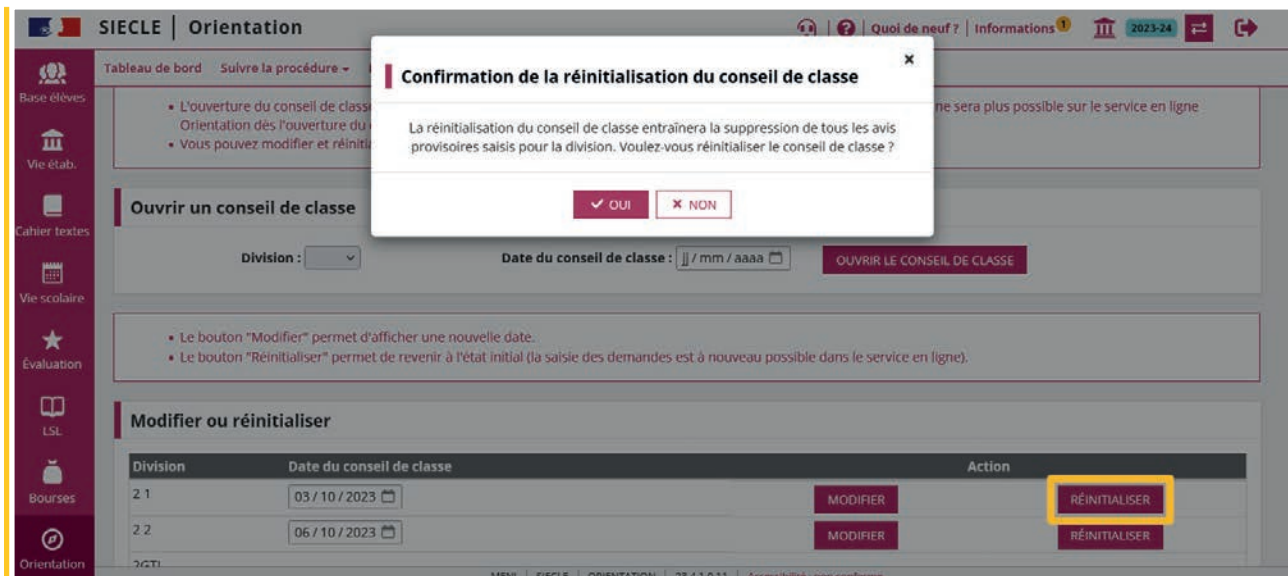 SIECLE | Orientation
Quoi de neuf ? | Informations 1
2023-24
Tableau de bord Suivre la procédure
Base élèves
Vie étab.
Cahier textes
Vie scolaire
Évaluation
LSL
Bourses
Orientation
Confirmation de la réinitialisation du conseil de classe
La réinitialisation du conseil de classe entraînera la suppression de tous les avis
provisoires saisis pour la division. Voulez-vous réinitialiser le conseil de classe ?
OUI
NON
• L'ouverture du conseil de classe ne sera plus possible sur le service en ligne
Orientation dès l'ouverture du
• Vous pouvez modifier et
Ouvrir un conseil de classe
Division : Date du conseil de classe : jj / mm / aaaa OUVRIR LE CONSEIL DE CLASSE
• Le bouton "Modifier" permet d'afficher une nouvelle date.
• Le bouton "Réinitialiser" permet de revenir à l'état initial (la saisie des demandes est à nouveau possible dans le service en ligne).
Modifier ou réinitialiser
Division Date du conseil de classe Action
2 1 03 / 10 / 2023 MODIFIER RÉINITIALISER
2 2 06 / 10 / 2023 MODIFIER RÉINITIALISER